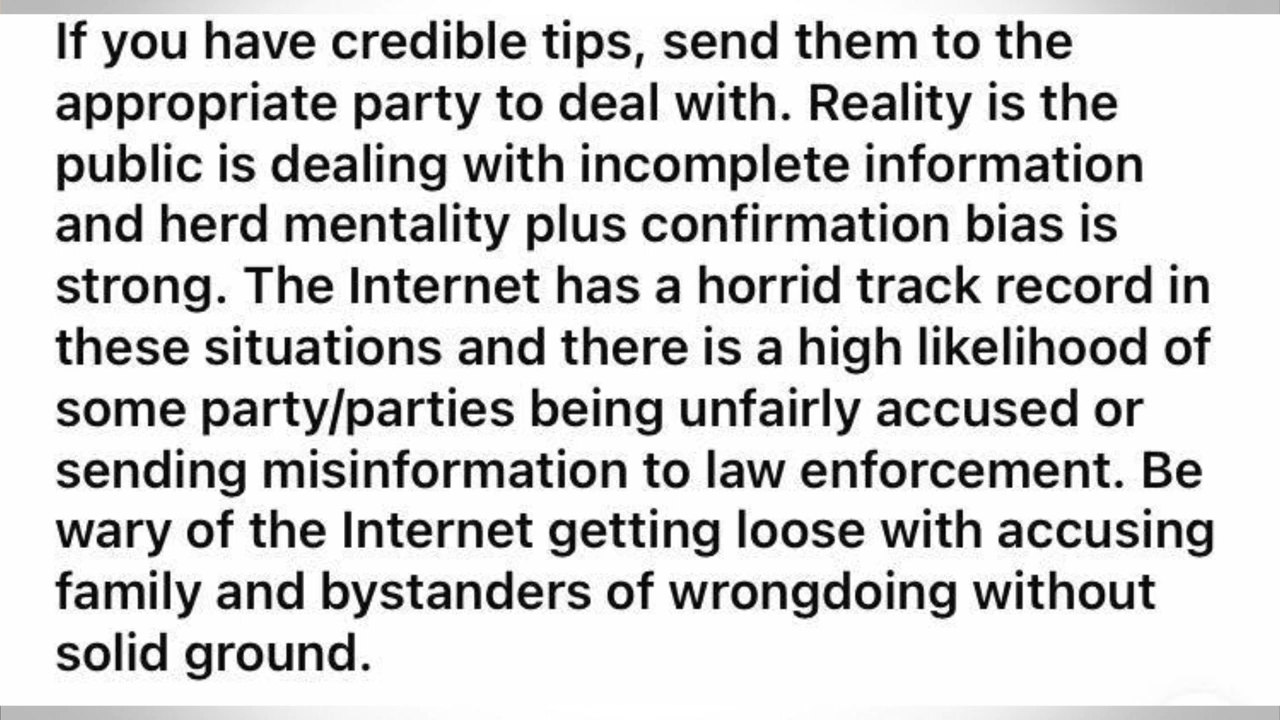 If you have credible tips, send them to the
appropriate party to deal with. Reality is the
public is dealing with incomplete information
and herd mentality plus confirmation bias is
strong. The Internet has a horrid track record in
these situations and there is a high likelihood of
some party/parties being unfairly accused or
sending misinformation to law enforcement. Be
wary of the Internet getting loose with accusing
family and bystanders of wrongdoing without
solid ground.